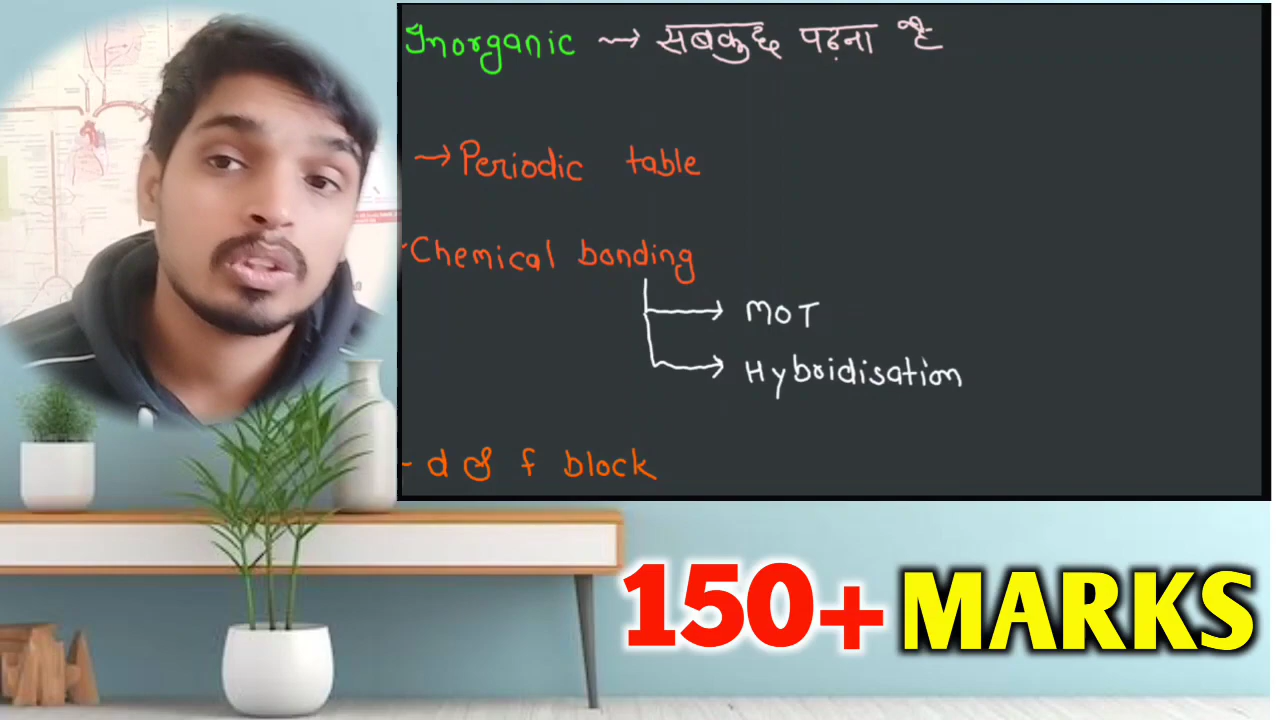 Inorganic → सबकुछ पढ़ना है
→ Periodic table
Chemical bonding
→ MOT
→ Hybridisation
- d & f block
150+ MARKS